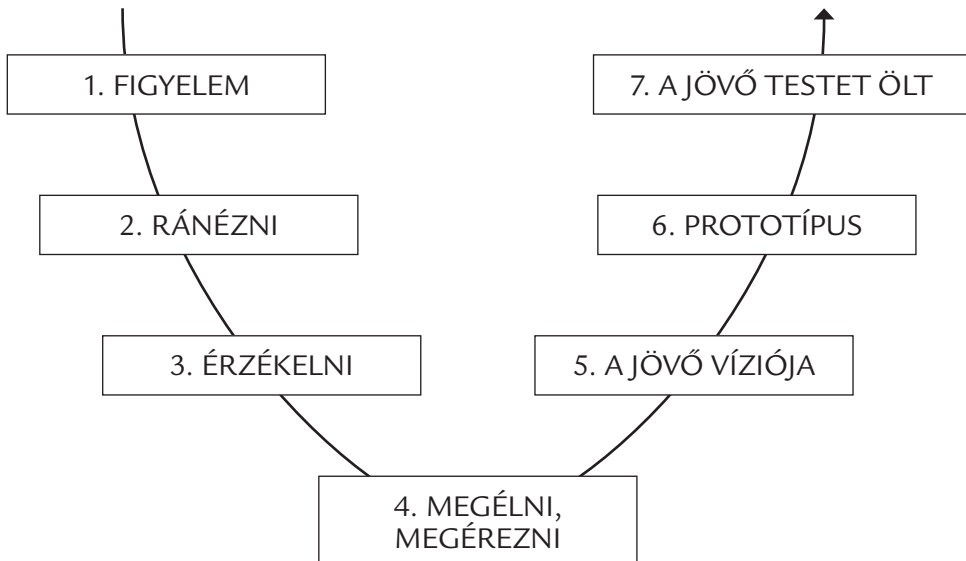 1. FIGYELEM
2. RÁNÉZNI
3. ÉRZÉKELNI
4. MEGÉLNI,
MEGÉREZNI
5. A JÖVŐ VÍZIÓJA
6. PROTOTÍPUS
7. A JÖVŐ TESTET ÖLT